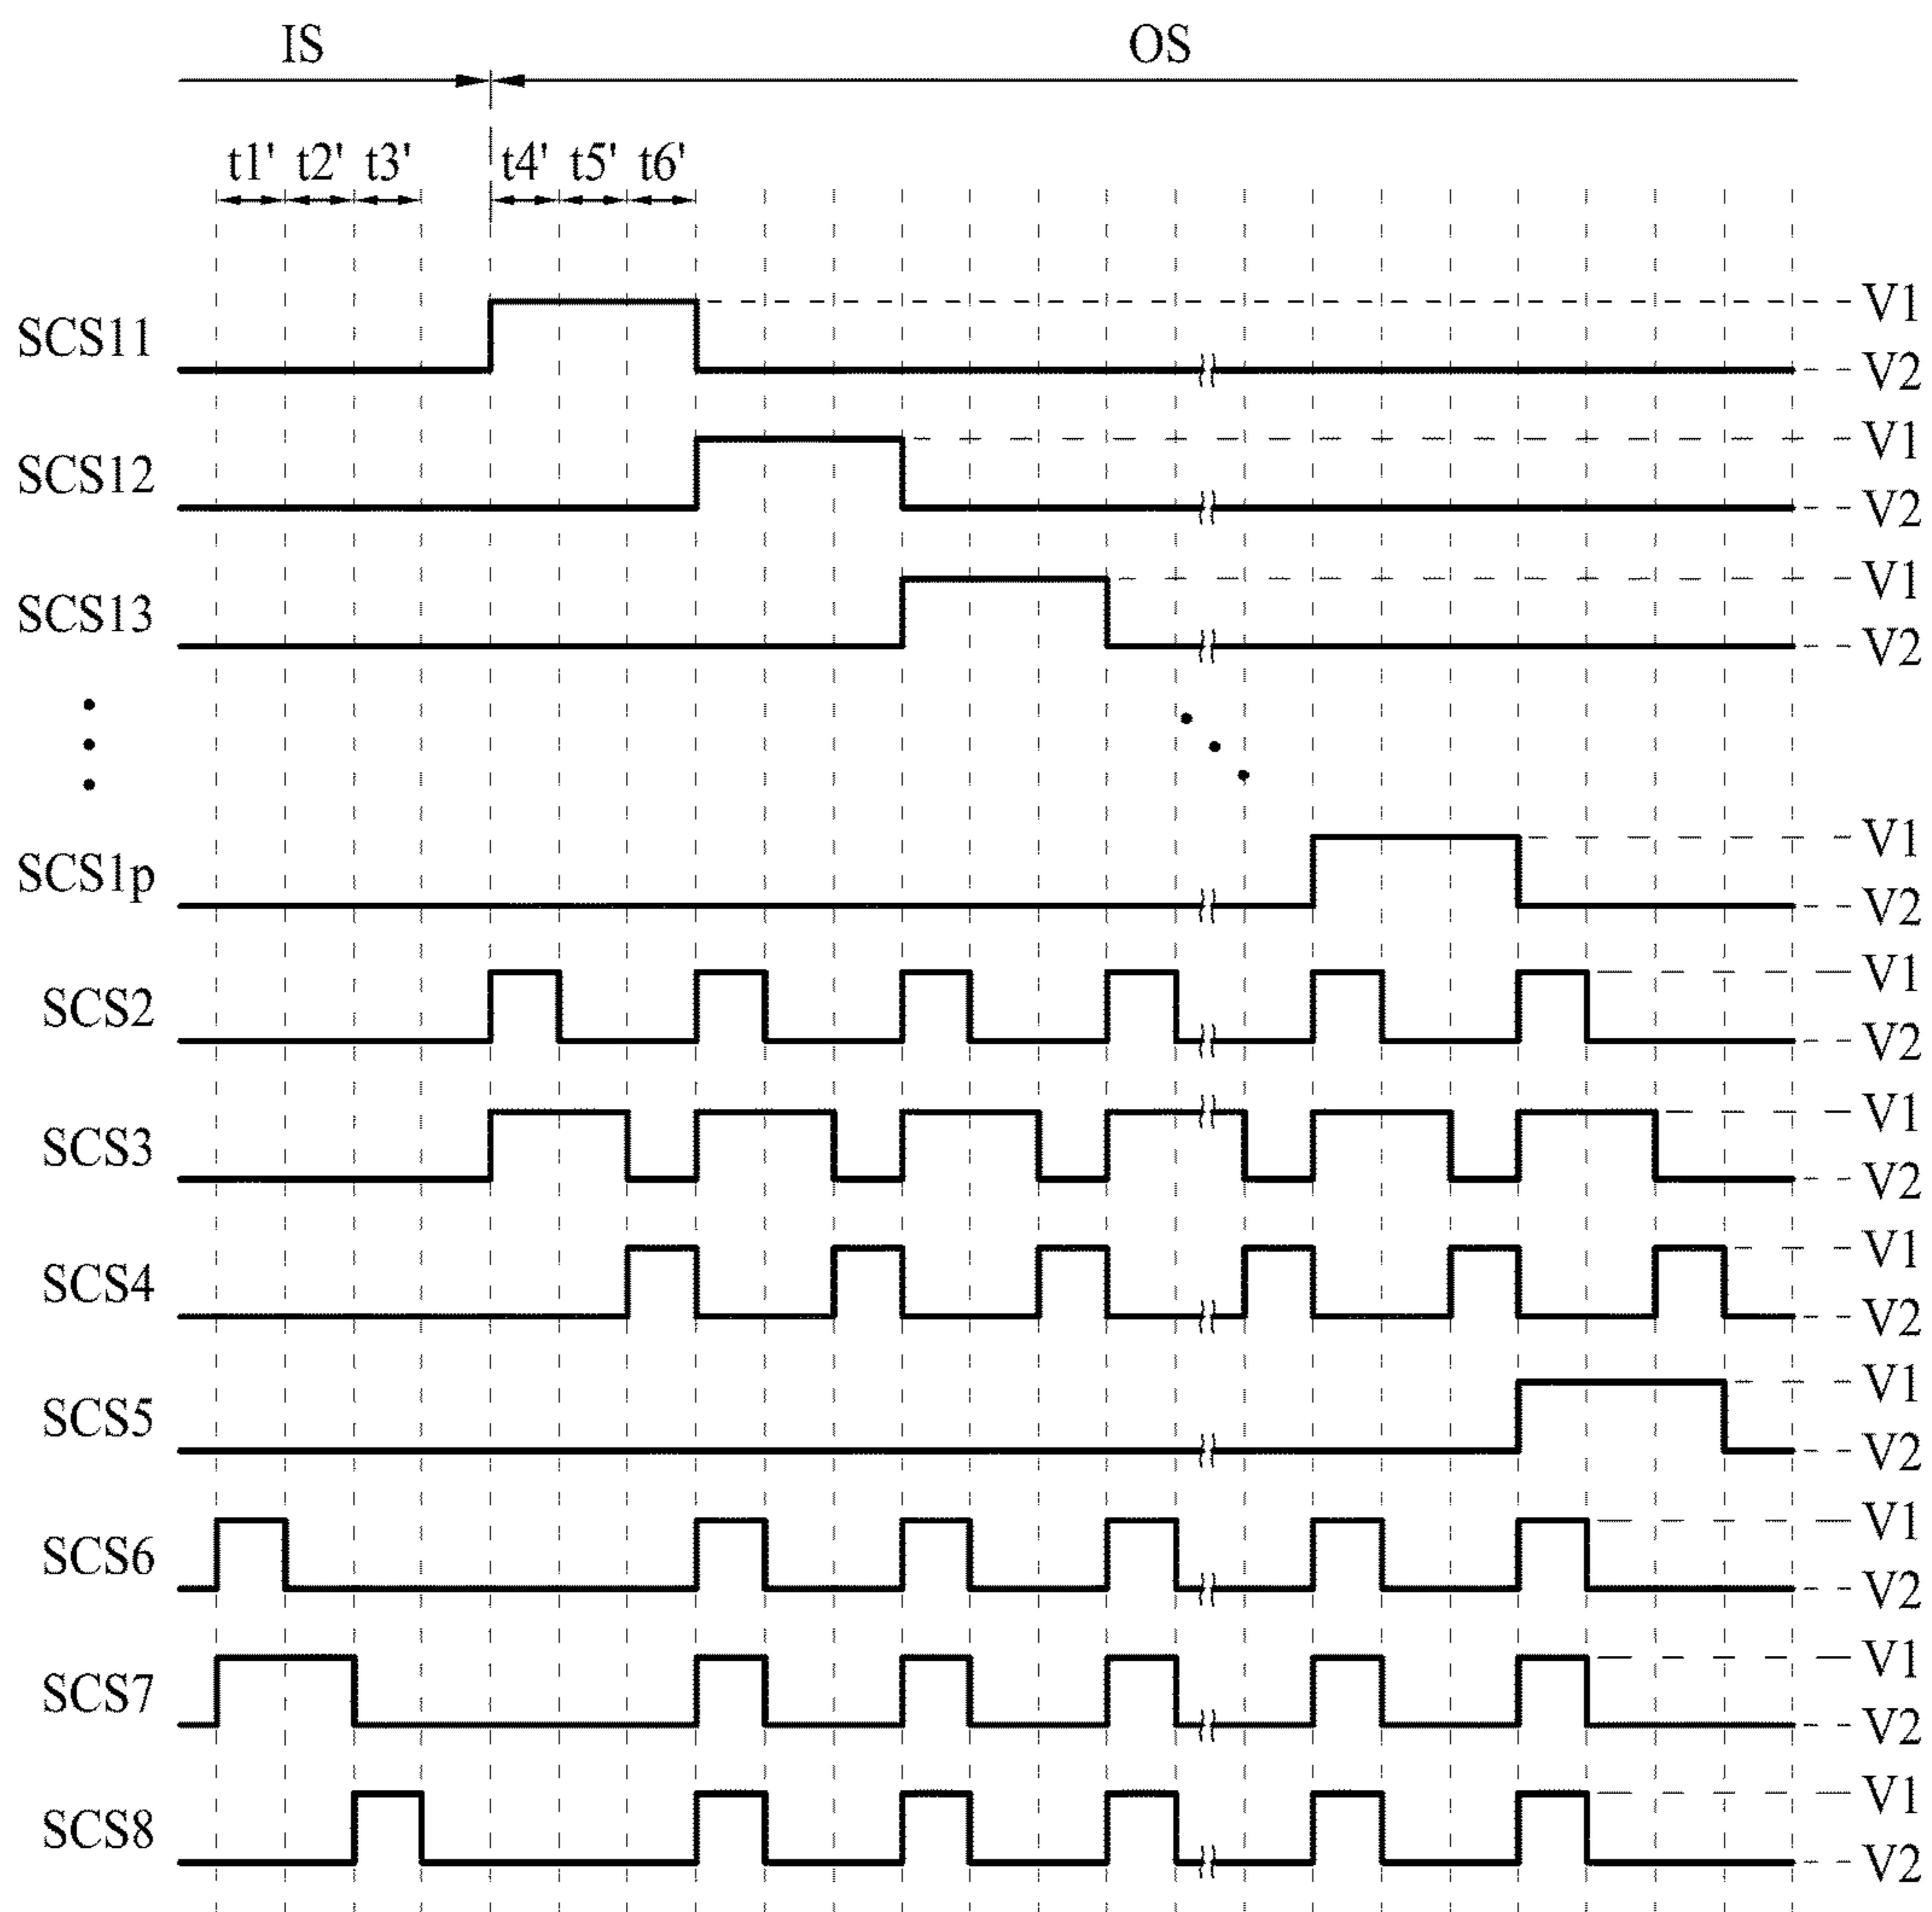 IS OS
t1' t2' t3' t4' t5' t6'
SCS11 V1
V2
SCS12 V1
V2
SCS13 V1
V2
SCS1p V1
V2
SCS2 V1
V2
SCS3 V1
V2
SCS4 V1
V2
SCS5 V1
V2
SCS6 V1
V2
SCS7 V1
V2
SCS8 V1
V2